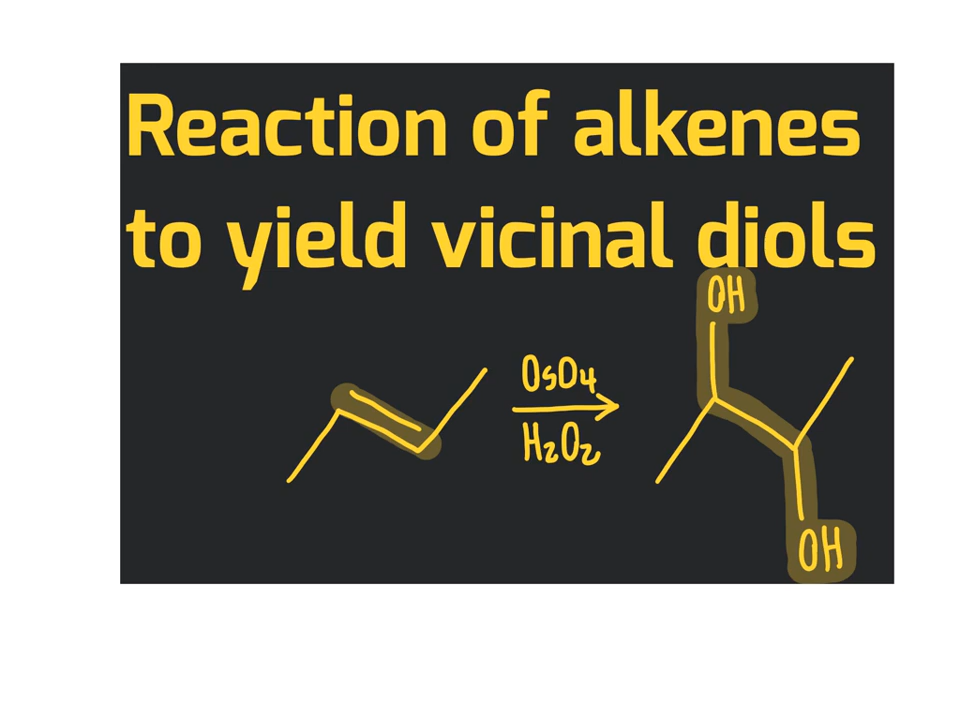 Reaction of alkenes
to yield vicinal diols
OH
OsO4
H2O2
OH